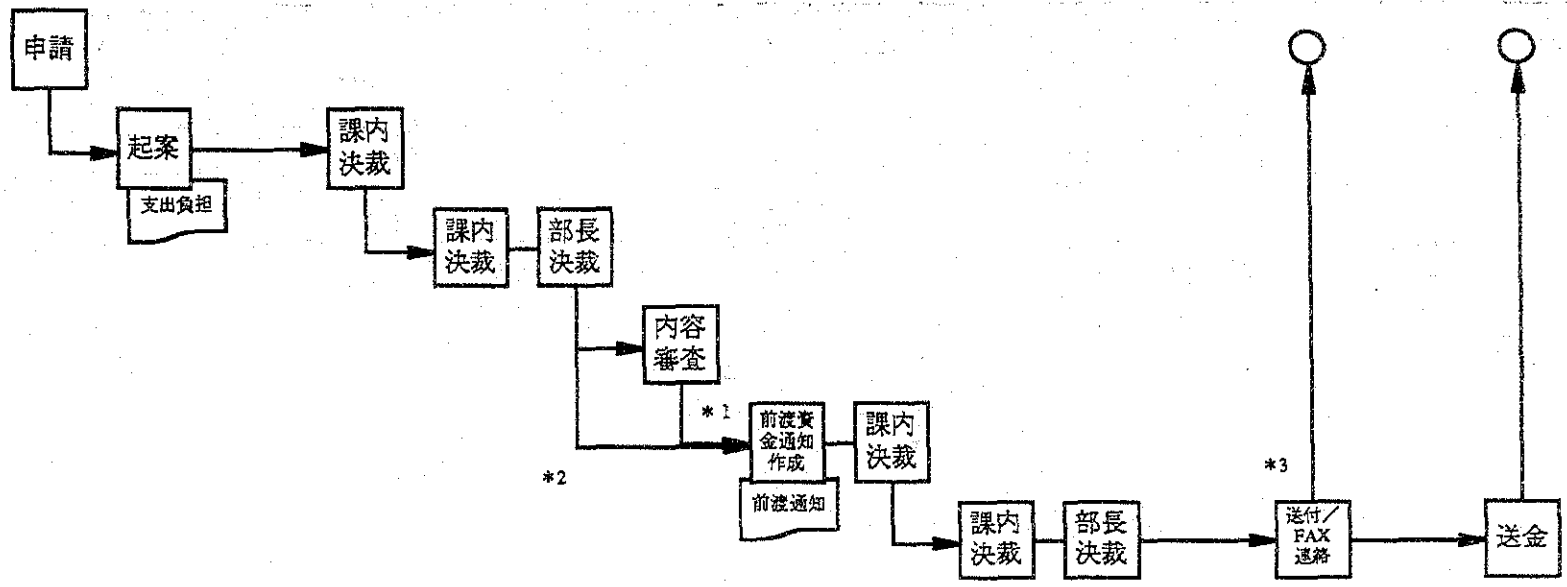 申請
起案
支出負担
課内
決裁
課内
決裁
部長
決裁
内容
審査
*1
*2
前渡資
金通知
作成
前渡通知
課内
決裁
課内
決裁
部長
決裁
*3
送付/
FAX
連絡
送金